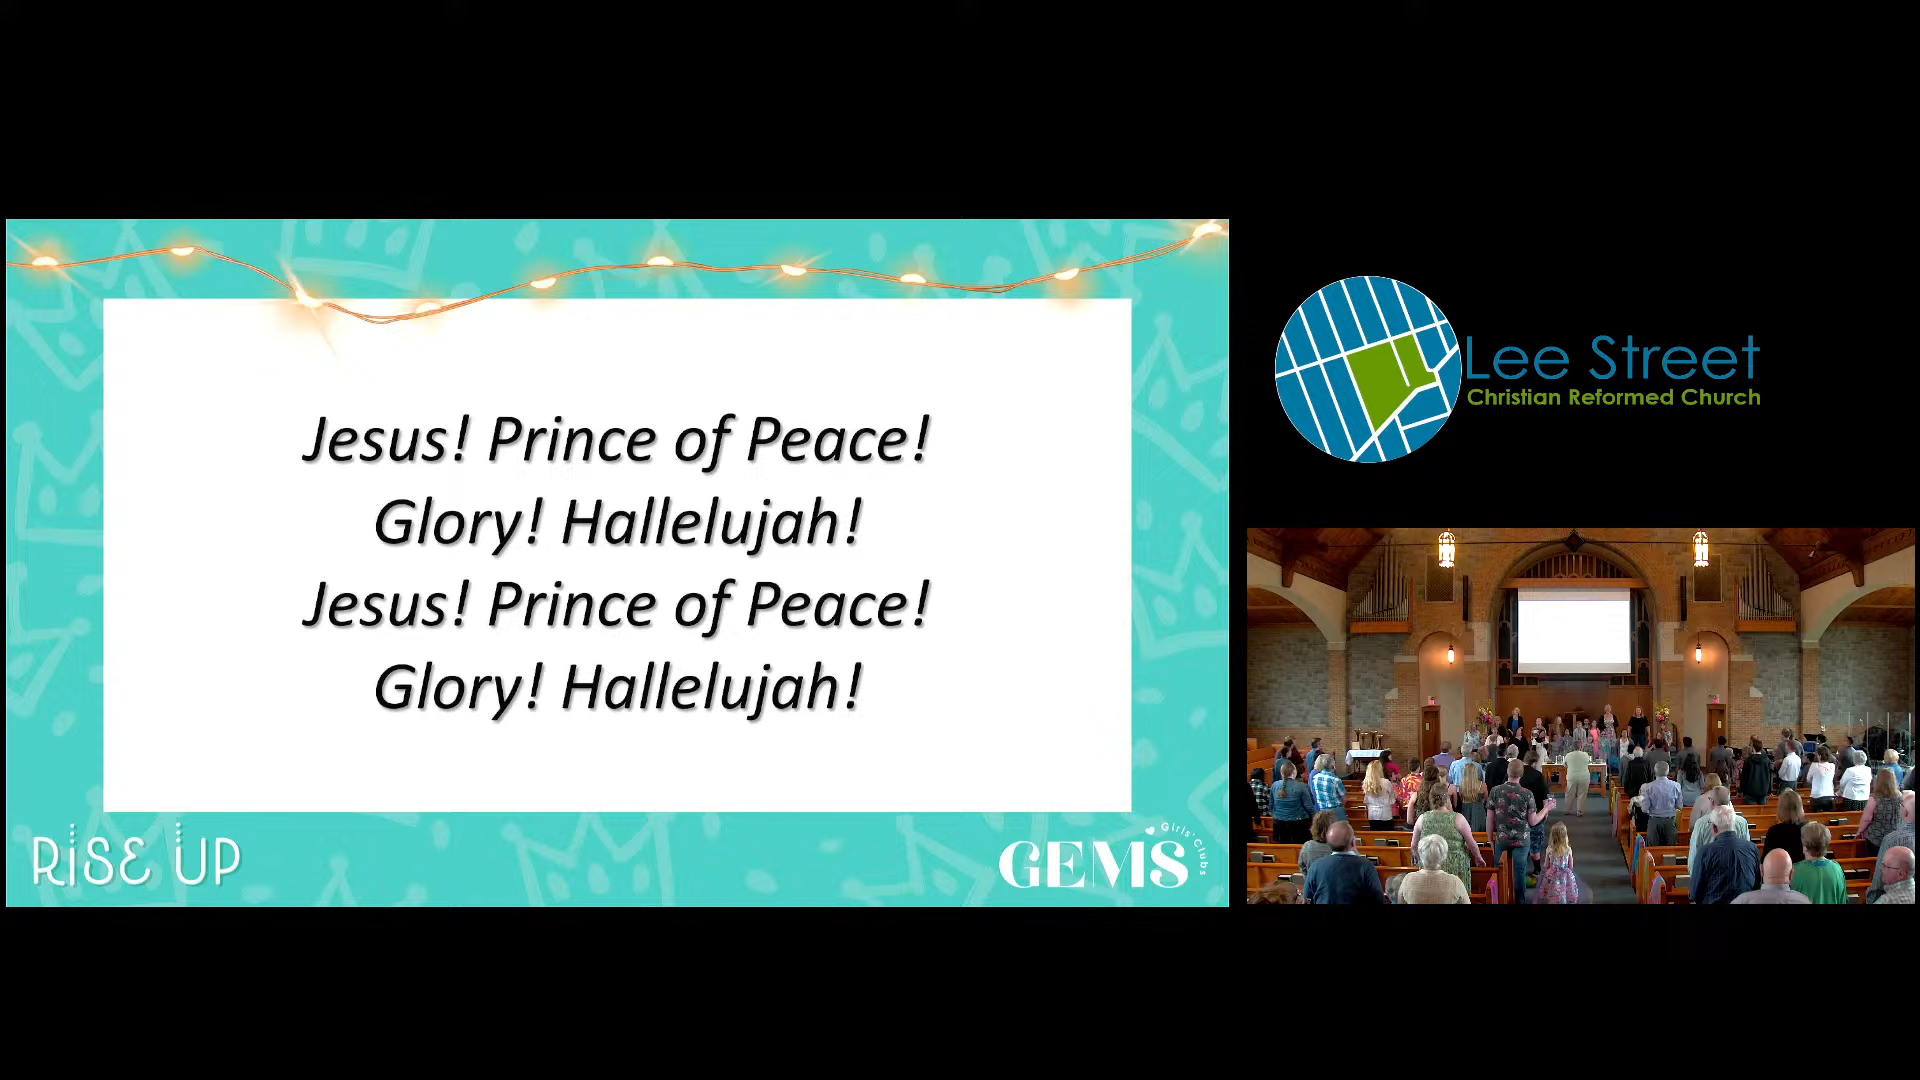 Jesus! Prince of Peace!
Glory! Hallelujah!
Jesus! Prince of Peace!
Glory! Hallelujah!
RISE UP
GEMS
Girls' Clubs
Lee Street
Christian Reformed Church